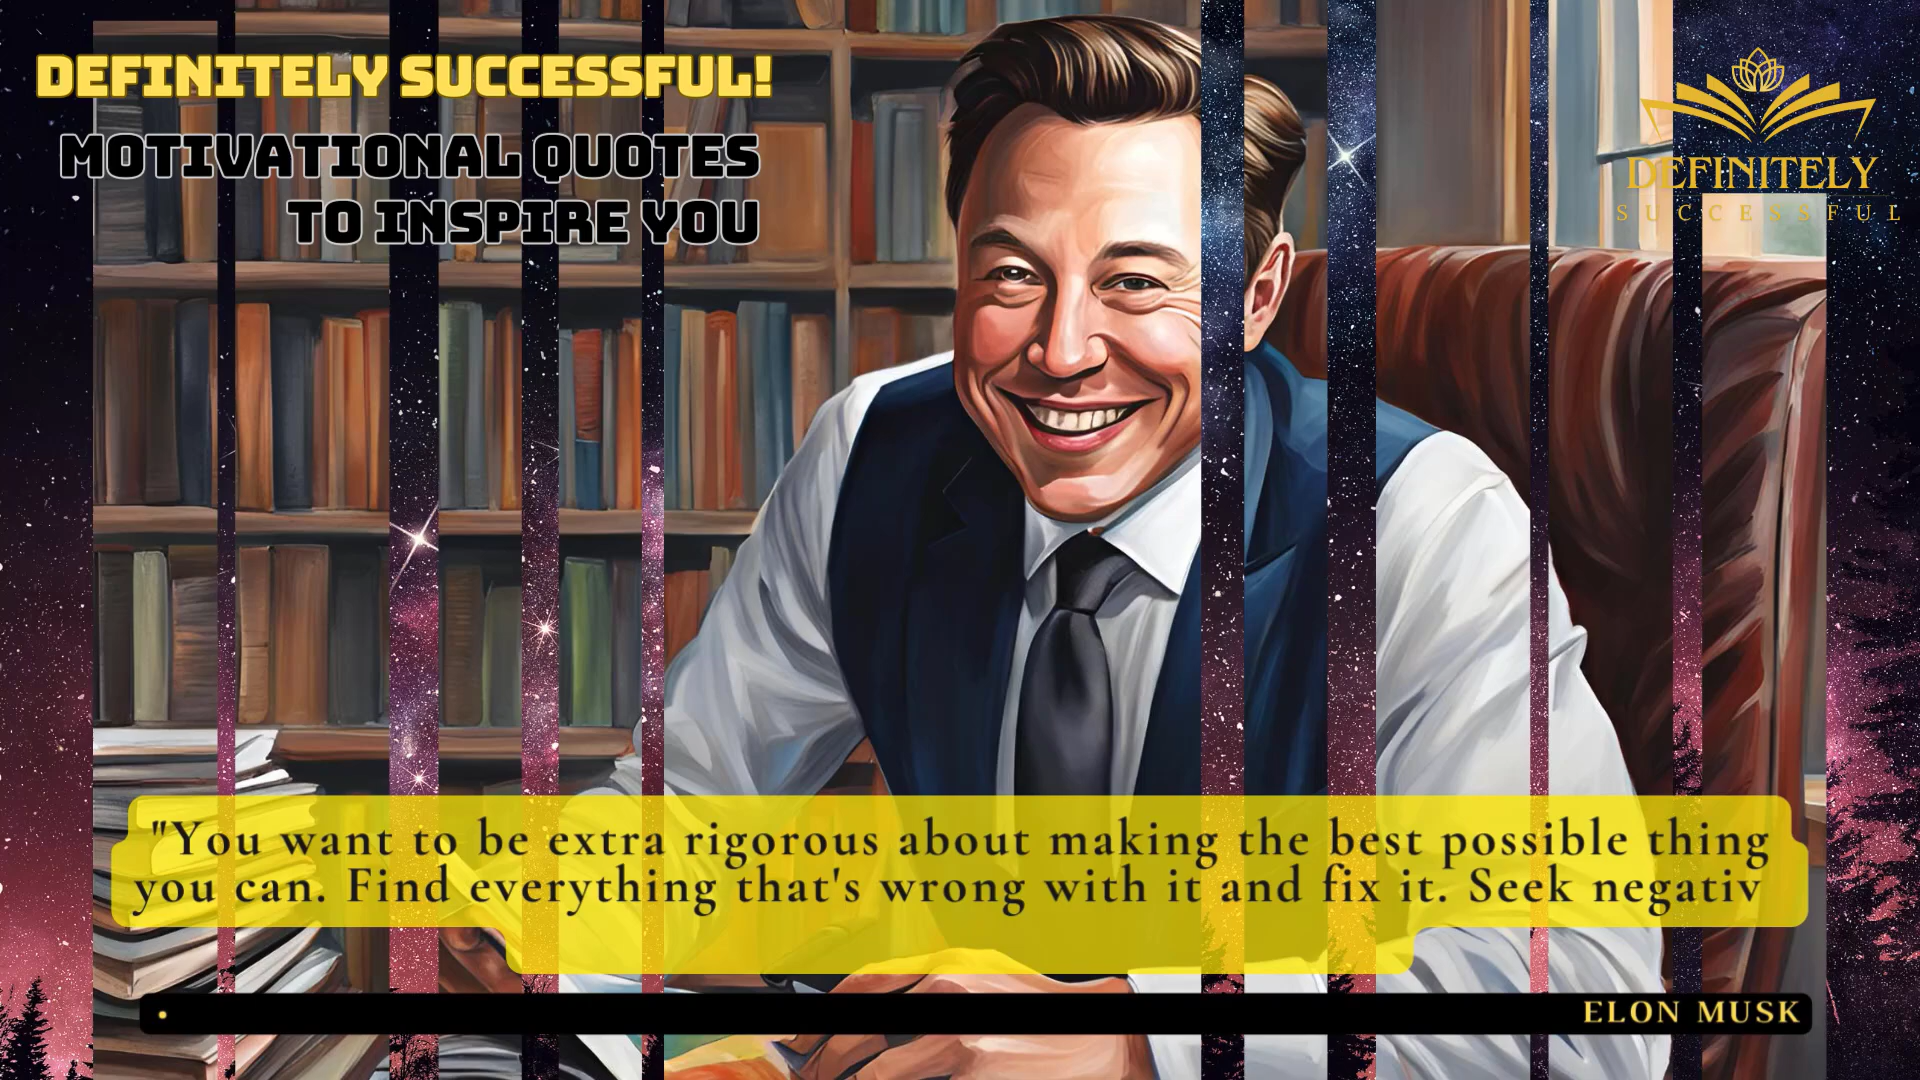 DEFINITELY SUCCESSFUL!
MOTIVATIONAL QUOTES
TO INSPIRE YOU
DEFINITELY
SUCCESSFUL
"You want to be extra rigorous about making the best possible thing
you can. Find everything that's wrong with it and fix it. Seek negativ
ELON MUSK